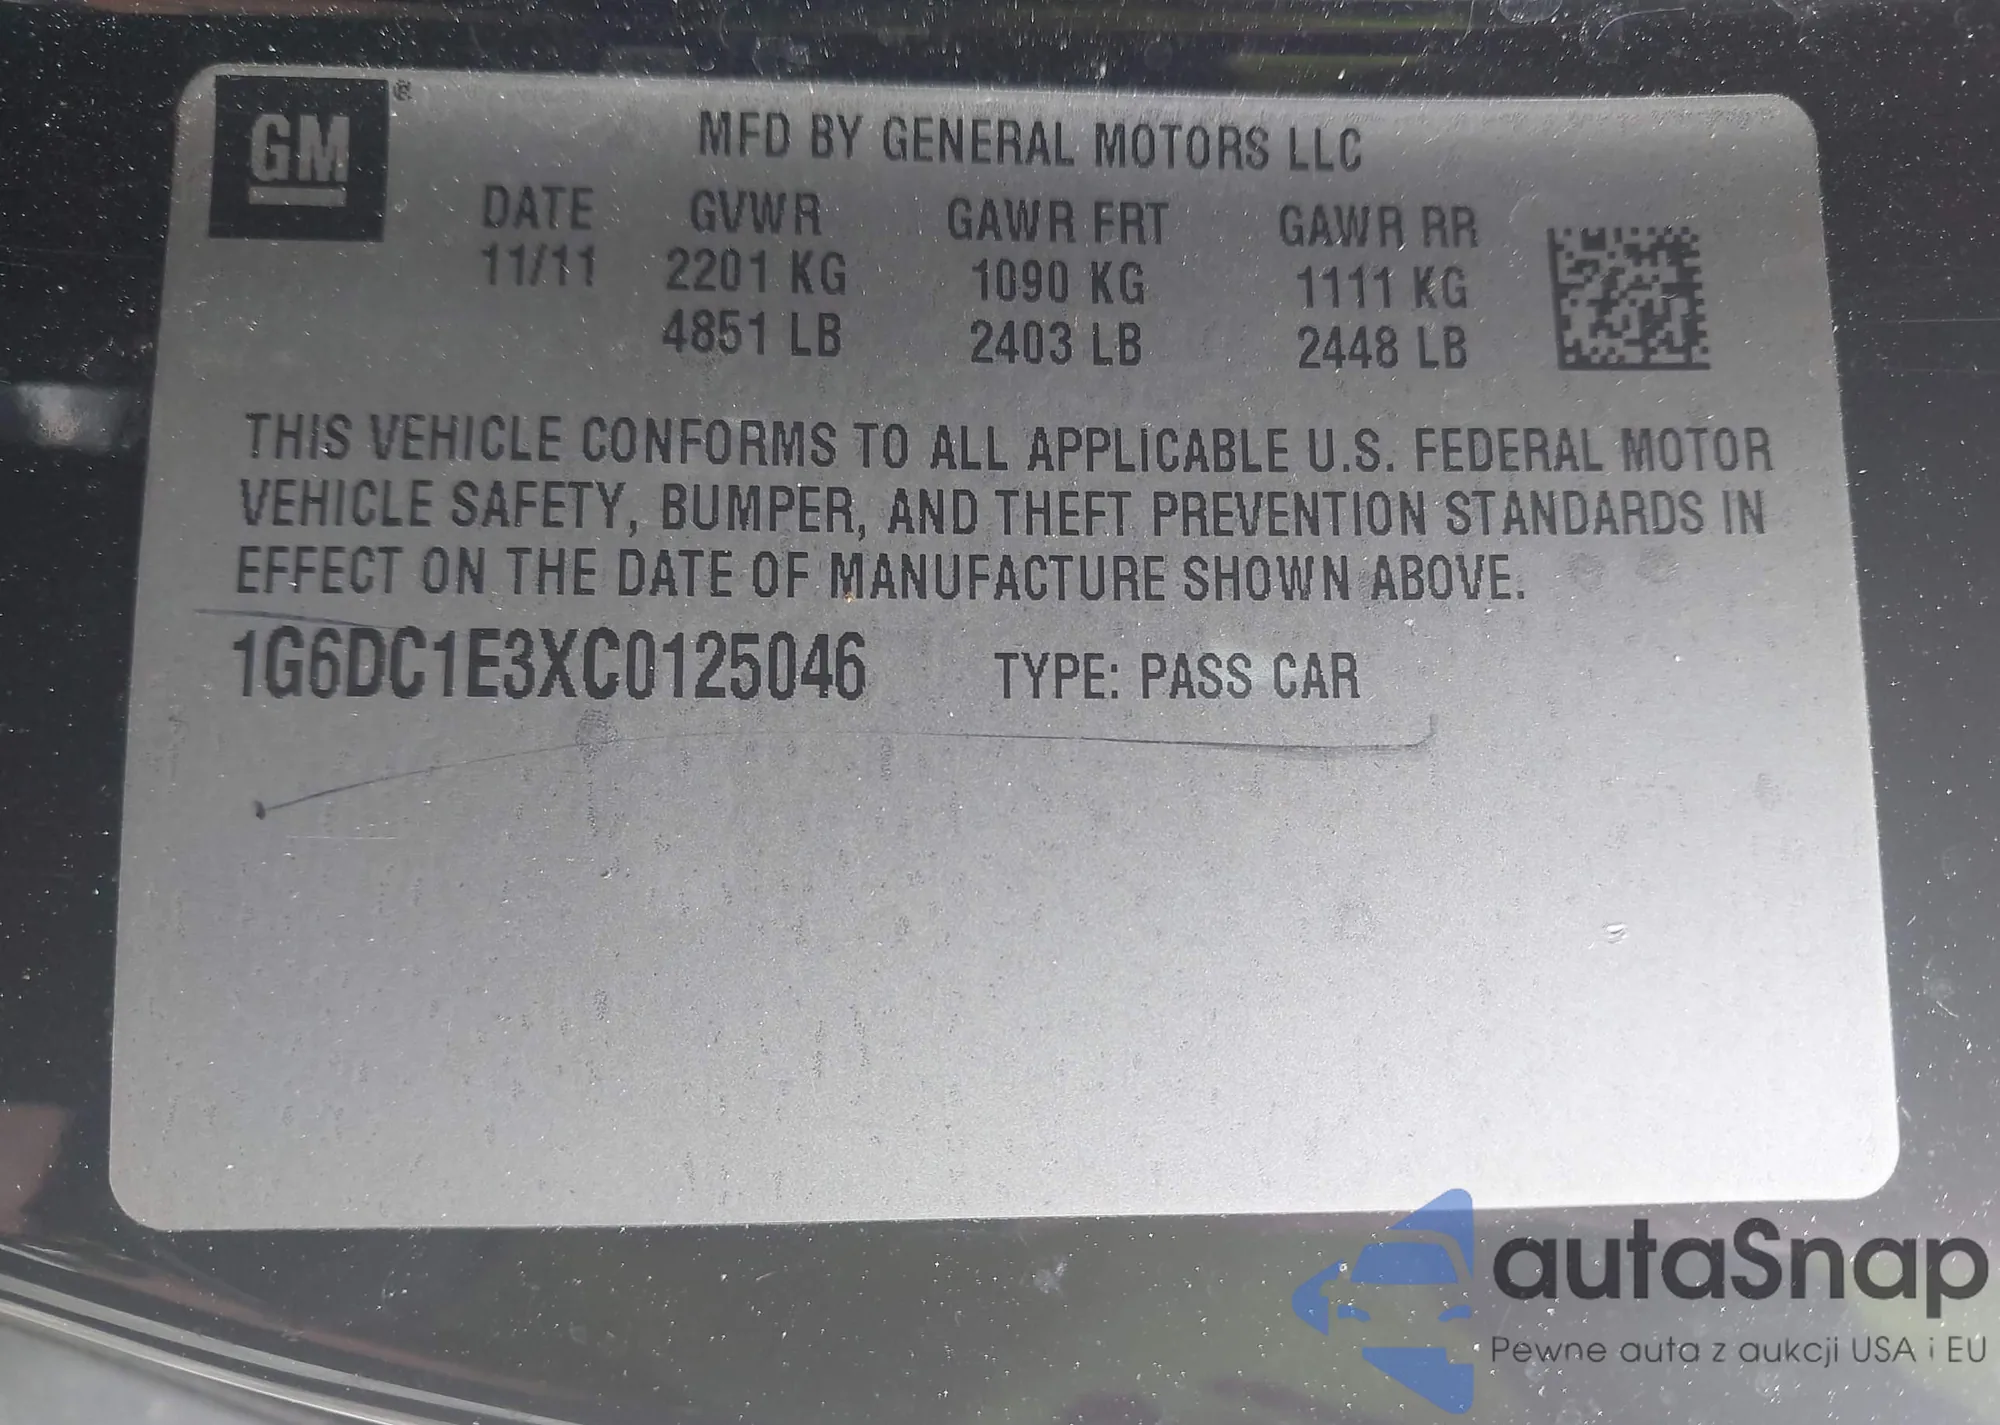 GM ®
MFD BY GENERAL MOTORS LLC
DATE GVWR GAWR FRT GAWR RR
11/11 2201 KG 1090 KG 1111 KG
4851 LB 2403 LB 2448 LB
THIS VEHICLE CONFORMS TO ALL APPLICABLE U.S. FEDERAL MOTOR
VEHICLE SAFETY, BUMPER, AND THEFT PREVENTION STANDARDS IN
EFFECT ON THE DATE OF MANUFACTURE SHOWN ABOVE.
1G6DC1E3XC0125046 TYPE: PASS CAR
autaSnap
Pewne auta z aukcji USA i EU